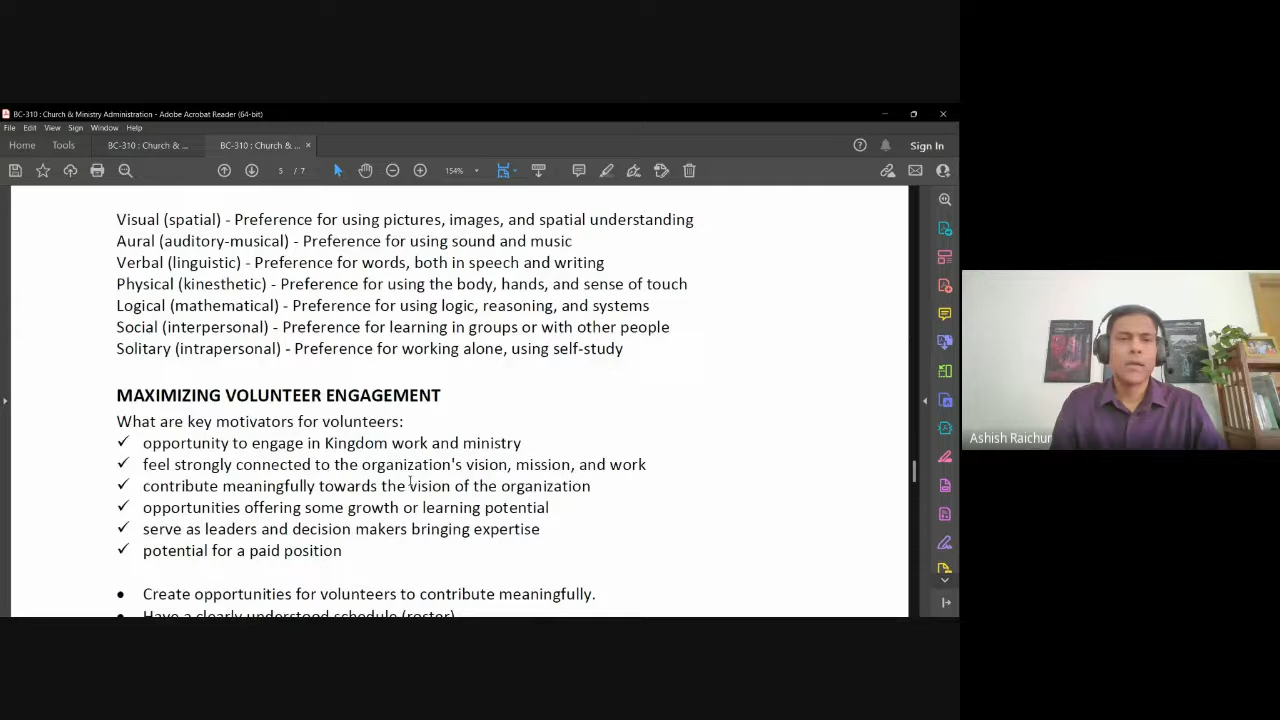 BC-310 : Church & Ministry Administration - Adobe Acrobat Reader (64-bit)
File Edit View Sign Window Help
Home Tools BC-310 : Church & ... BC-310 : Church & ... × Sign In
5 / 7 154%
Visual (spatial) - Preference for using pictures, images, and spatial understanding
Aural (auditory-musical) - Preference for using sound and music
Verbal (linguistic) - Preference for words, both in speech and writing
Physical (kinesthetic) - Preference for using the body, hands, and sense of touch
Logical (mathematical) - Preference for using logic, reasoning, and systems
Social (interpersonal) - Preference for learning in groups or with other people
Solitary (intrapersonal) - Preference for working alone, using self-study
MAXIMIZING VOLUNTEER ENGAGEMENT
What are key motivators for volunteers:
✓ opportunity to engage in Kingdom work and ministry
✓ feel strongly connected to the organization's vision, mission, and work
✓ contribute meaningfully towards the vision of the organization
✓ opportunities offering some growth or learning potential
✓ serve as leaders and decision makers bringing expertise
✓ potential for a paid position
• Create opportunities for volunteers to contribute meaningfully.
• Have a clearly understood schedule (roster)
Ashish Raichur